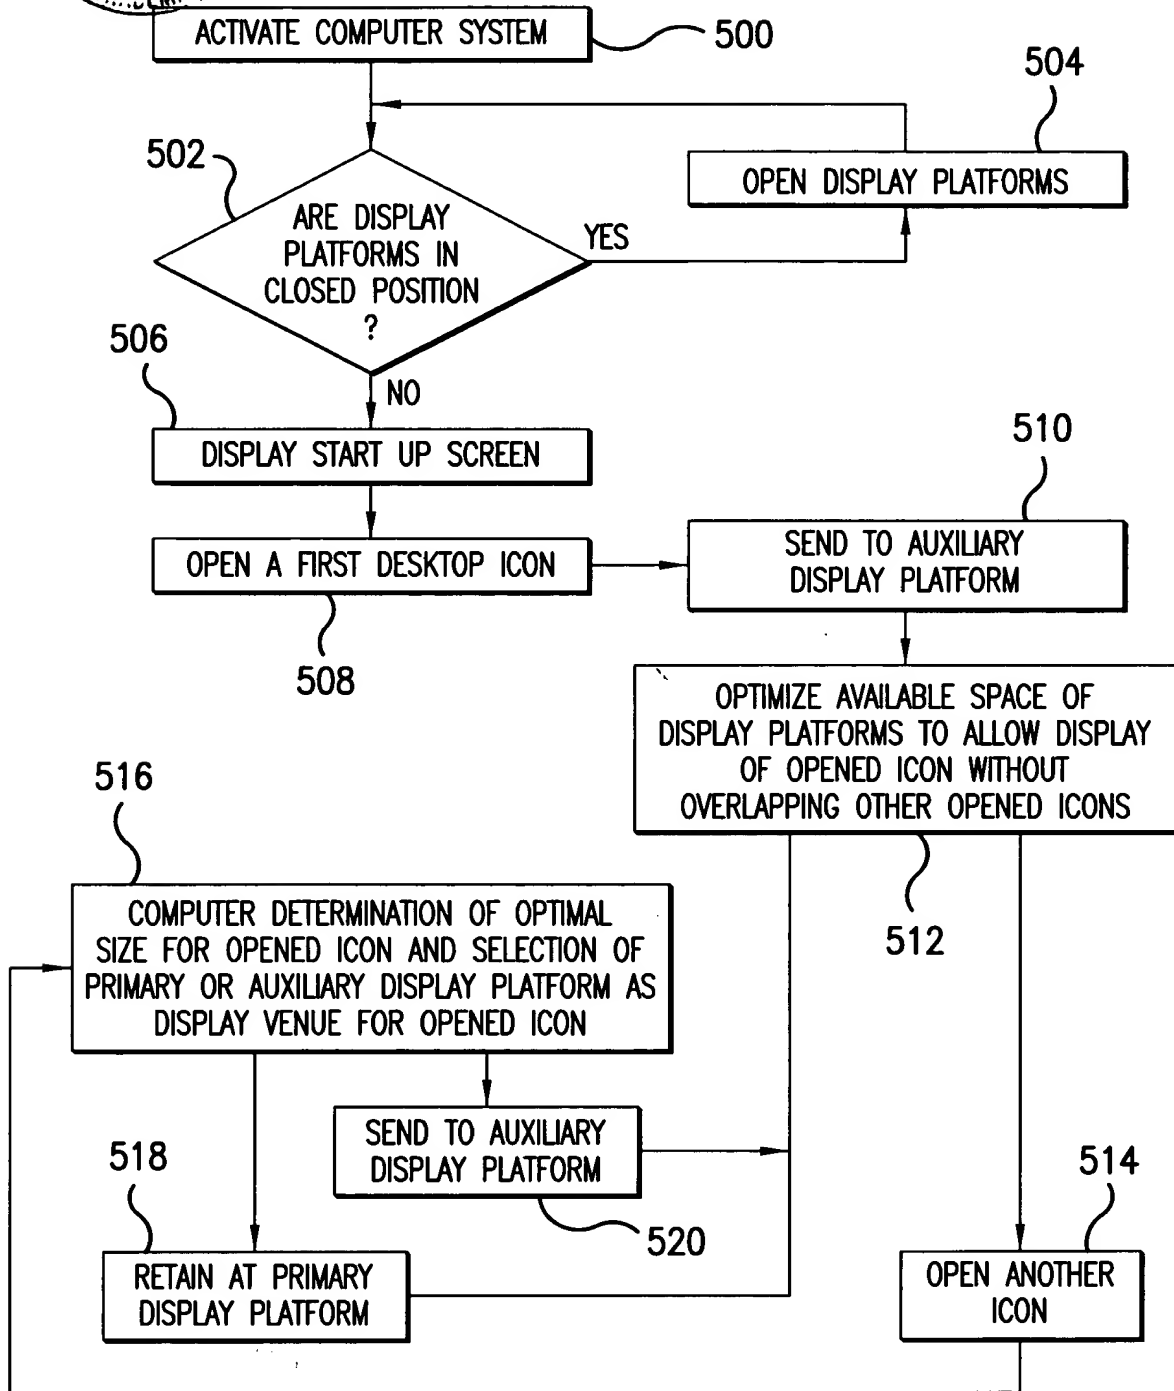 ACTIVATE COMPUTER SYSTEM
500
504
502
OPEN DISPLAY PLATFORMS
ARE DISPLAY
PLATFORMS IN
CLOSED POSITION
?
YES
506
NO
DISPLAY START UP SCREEN
510
OPEN A FIRST DESKTOP ICON
SEND TO AUXILIARY
DISPLAY PLATFORM
508
OPTIMIZE AVAILABLE SPACE OF
DISPLAY PLATFORMS TO ALLOW DISPLAY
OF OPENED ICON WITHOUT
OVERLAPPING OTHER OPENED ICONS
516
512
COMPUTER DETERMINATION OF OPTIMAL
SIZE FOR OPENED ICON AND SELECTION OF
PRIMARY OR AUXILIARY DISPLAY PLATFORM AS
DISPLAY VENUE FOR OPENED ICON
SEND TO AUXILIARY
DISPLAY PLATFORM
518
520
514
RETAIN AT PRIMARY
DISPLAY PLATFORM
OPEN ANOTHER
ICON